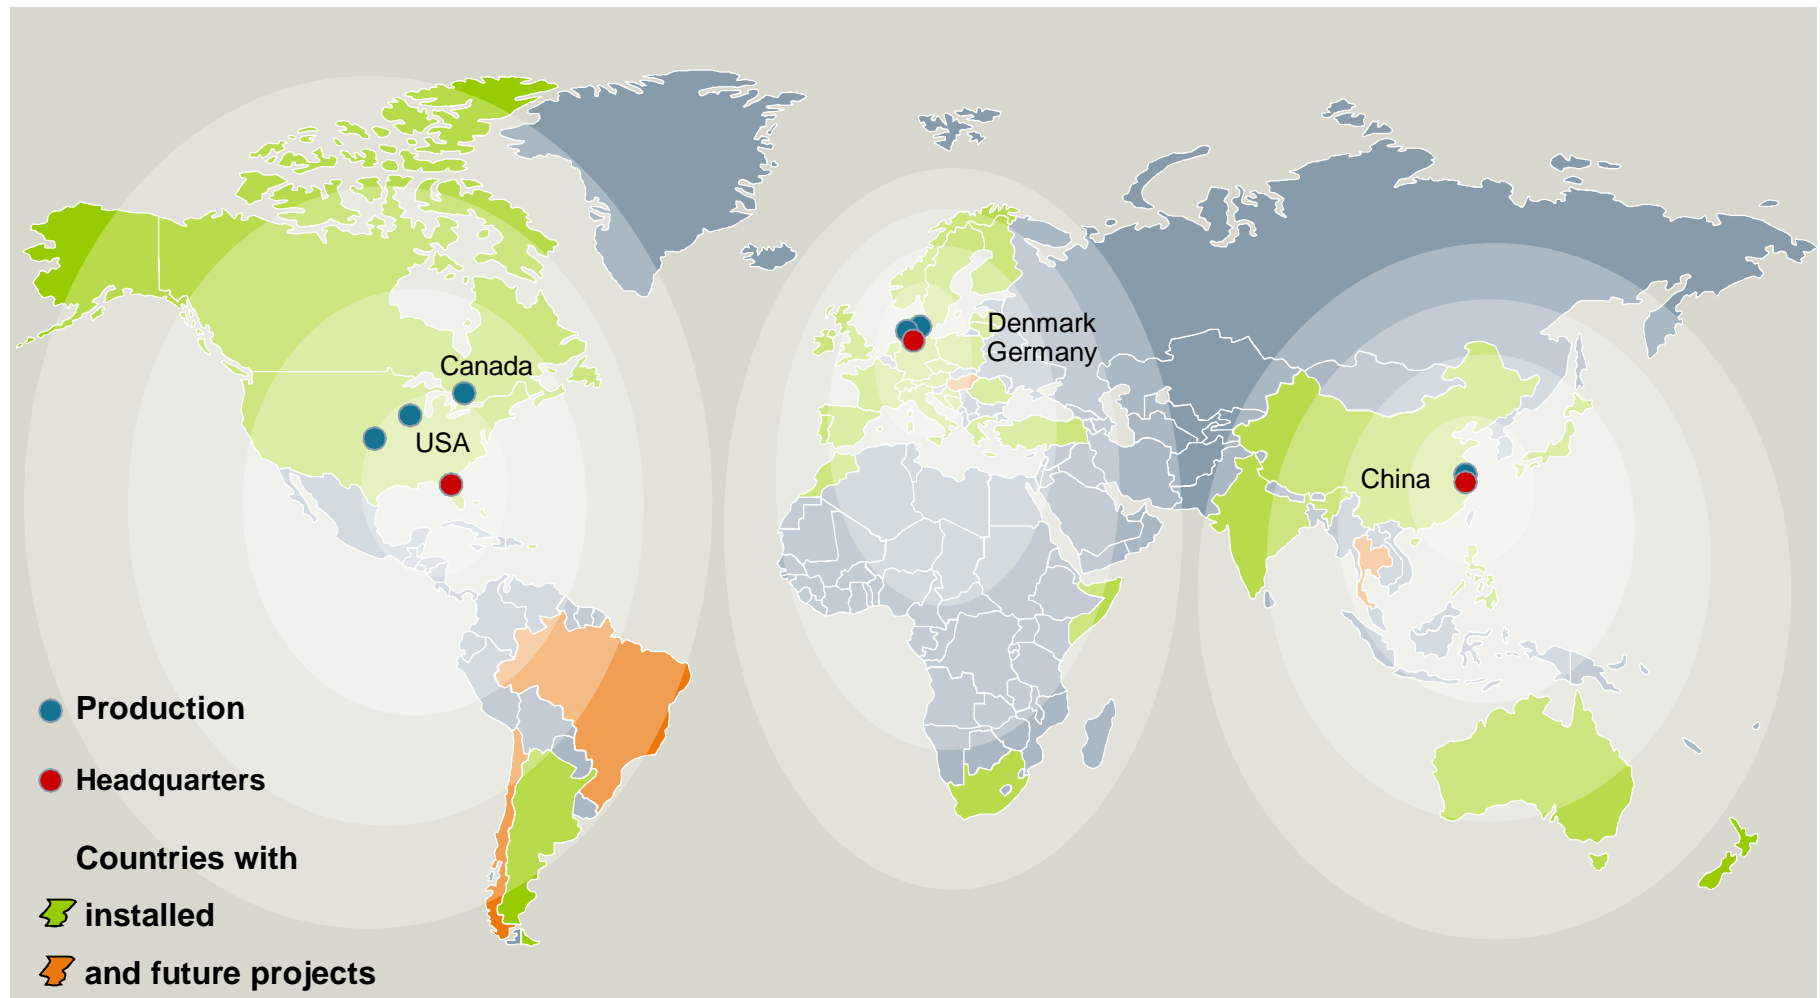 Canada
USA
Denmark
Germany
China
Production
Headquarters
Countries with
installed
and future projects